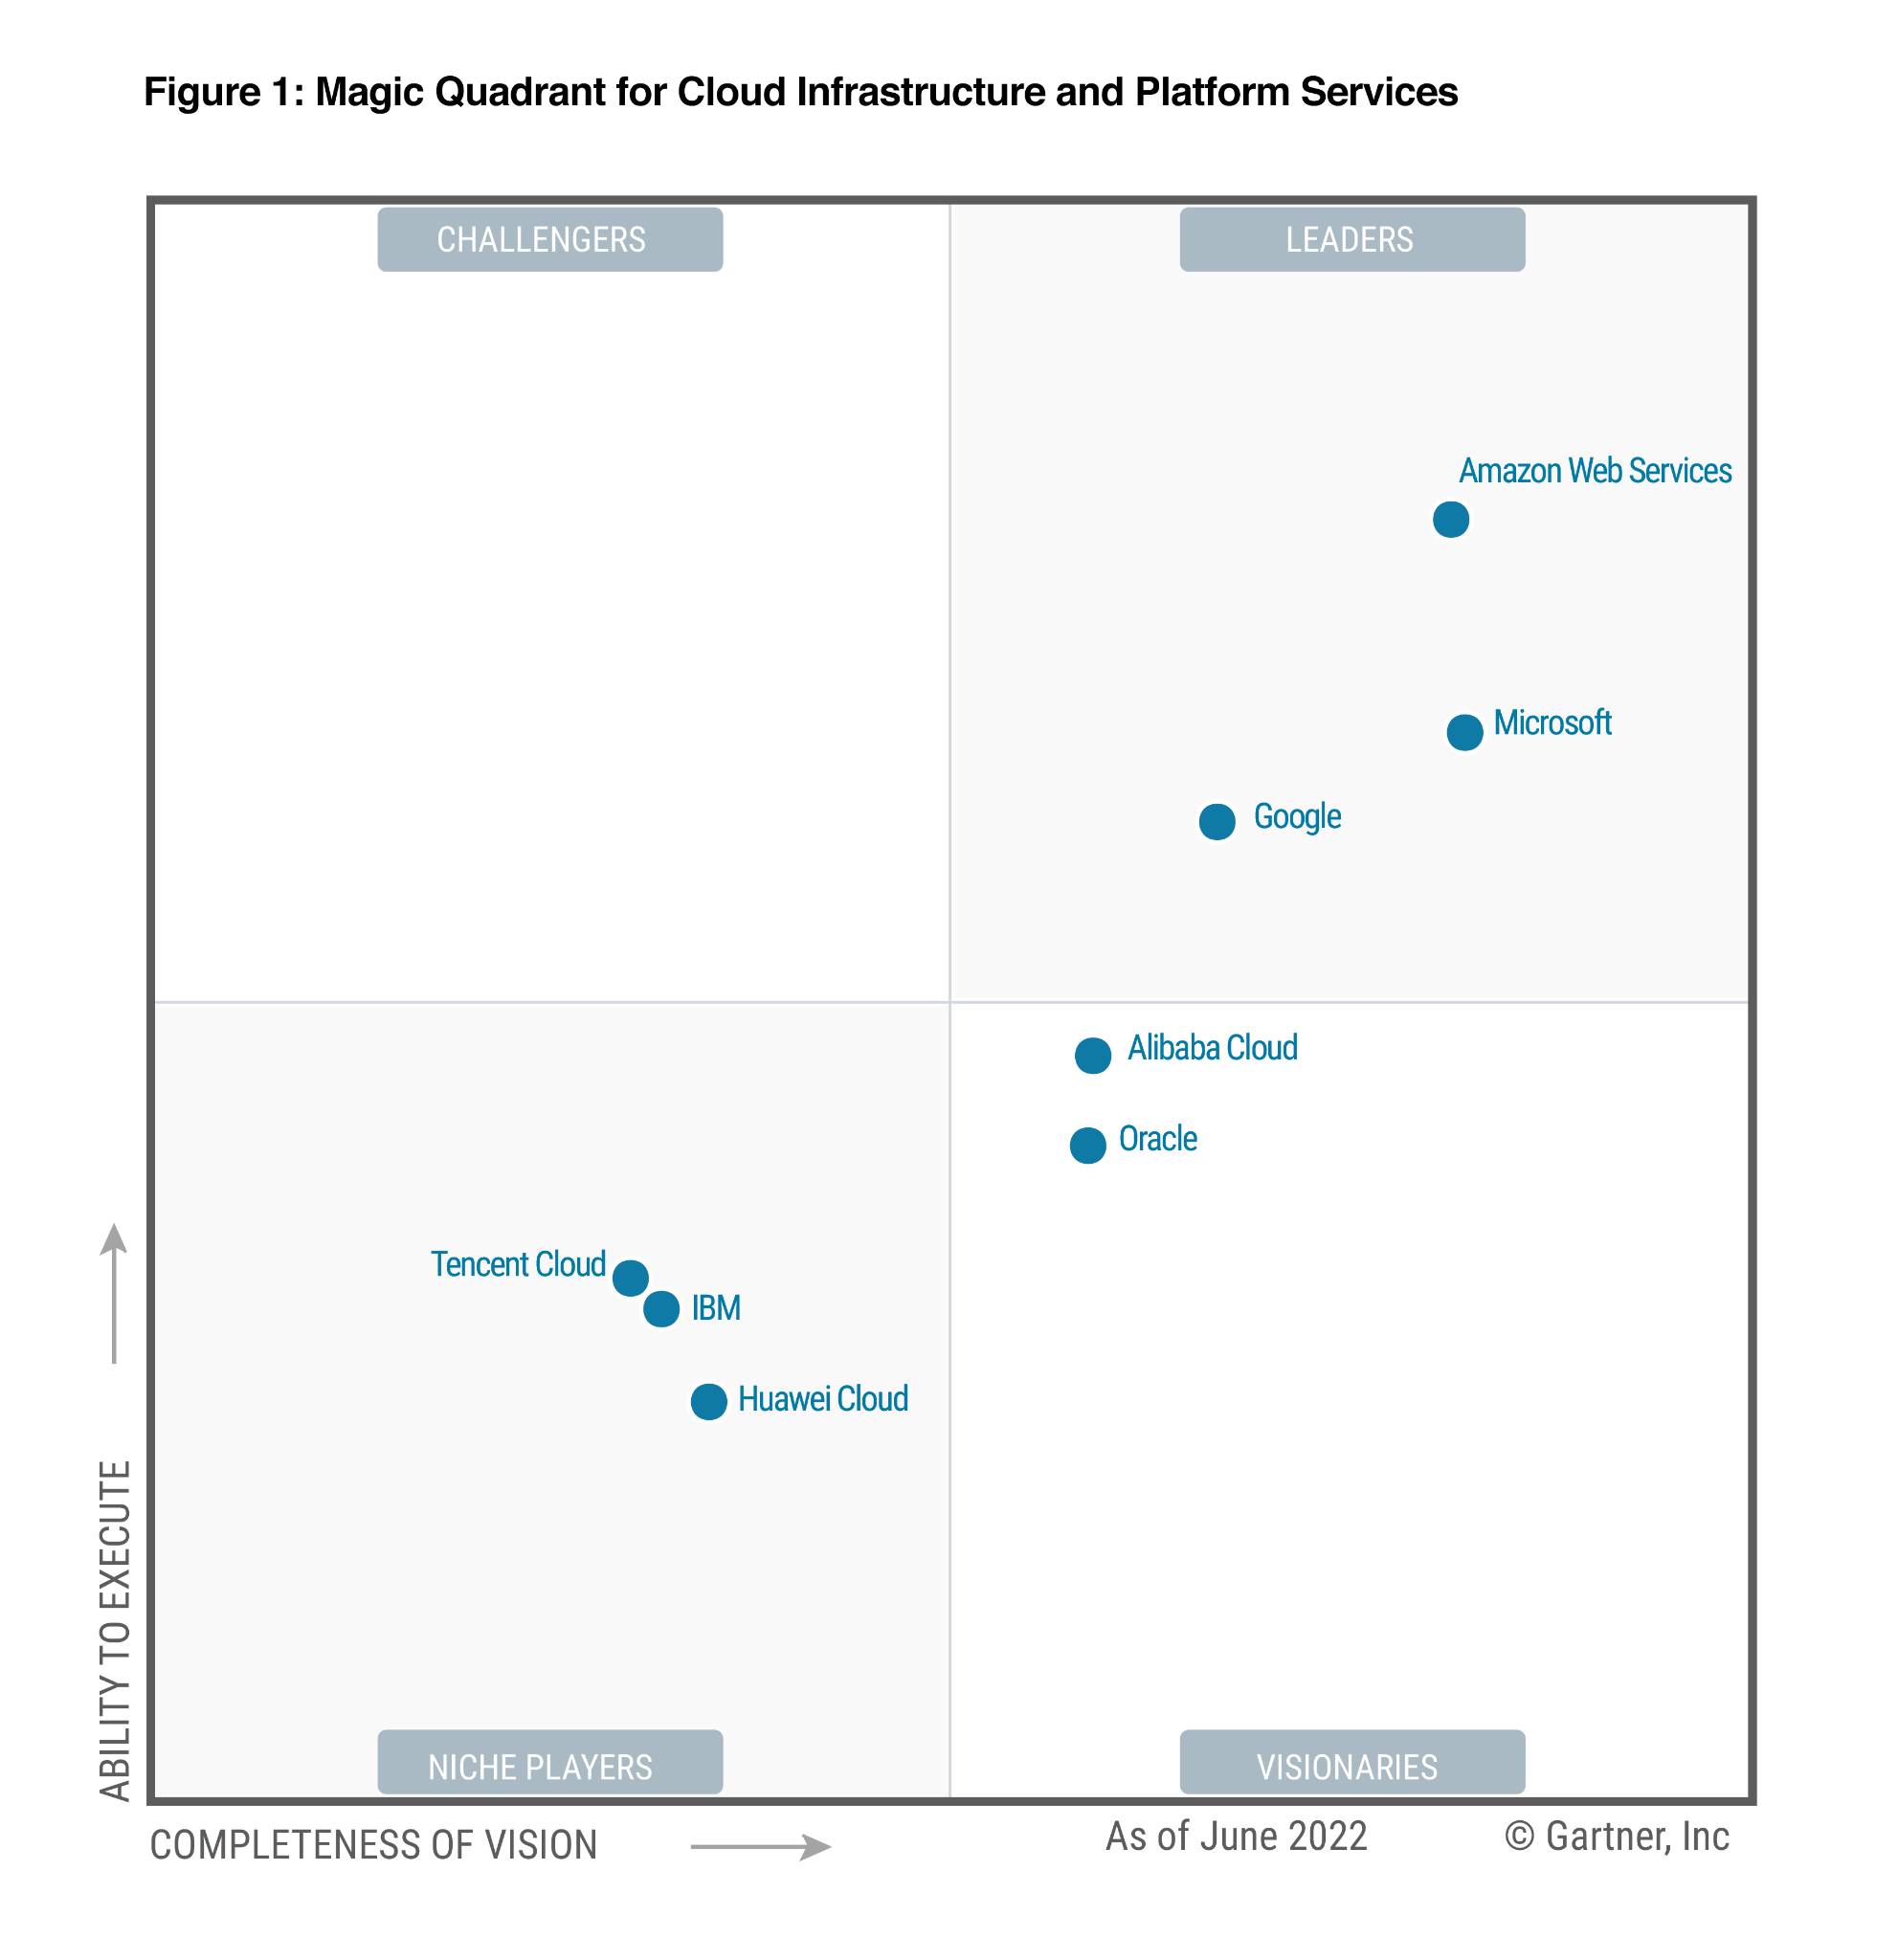 Figure 1: Magic Quadrant for Cloud Infrastructure and Platform Services
CHALLENGERS
LEADERS
Amazon Web Services
Microsoft
Google
Alibaba Cloud
Oracle
Tencent Cloud
IBM
Huawei Cloud
ABILITY TO EXECUTE
NICHE PLAYERS
VISIONARIES
COMPLETENESS OF VISION
As of June 2022
© Gartner, Inc